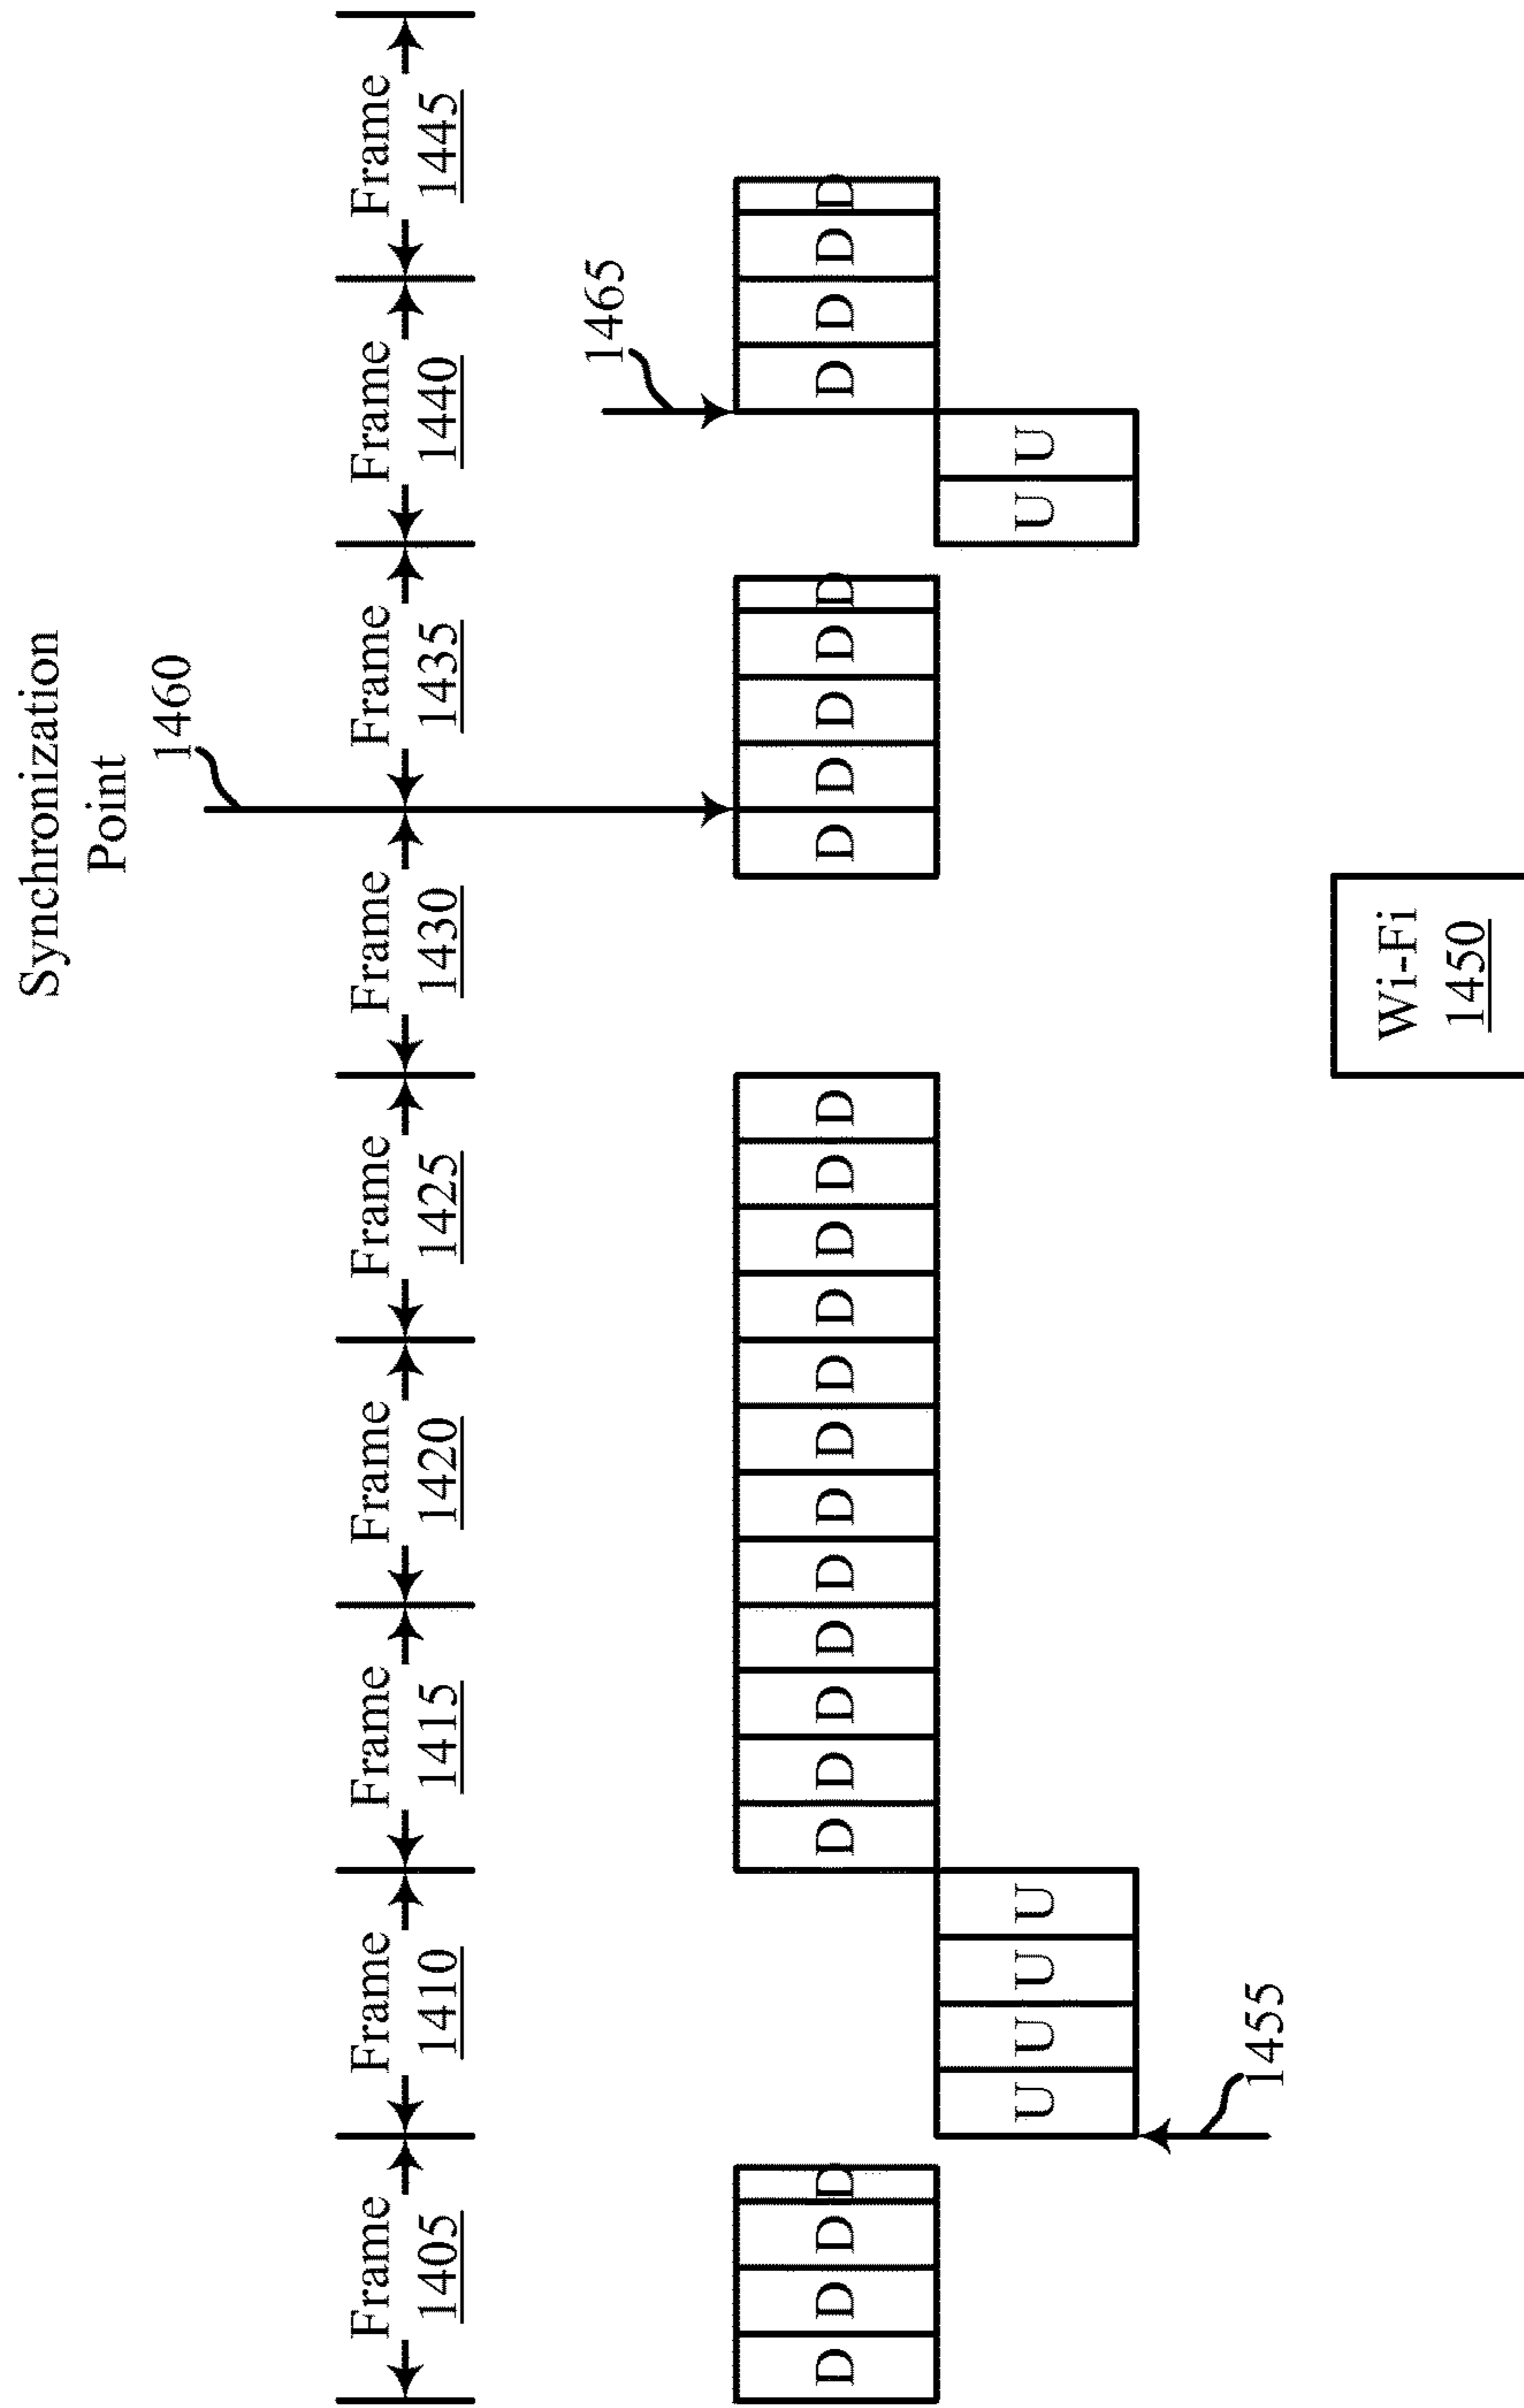 Synchronization
Point
1460
Frame Frame Frame Frame Frame Frame Frame Frame Frame
1405 1410 1415 1420 1425 1430 1435 1440 1445
1465
D D D D D D D D D D D D D D D D D D D D D D D D D
U U U U U U
1455
Wi-Fi
1450